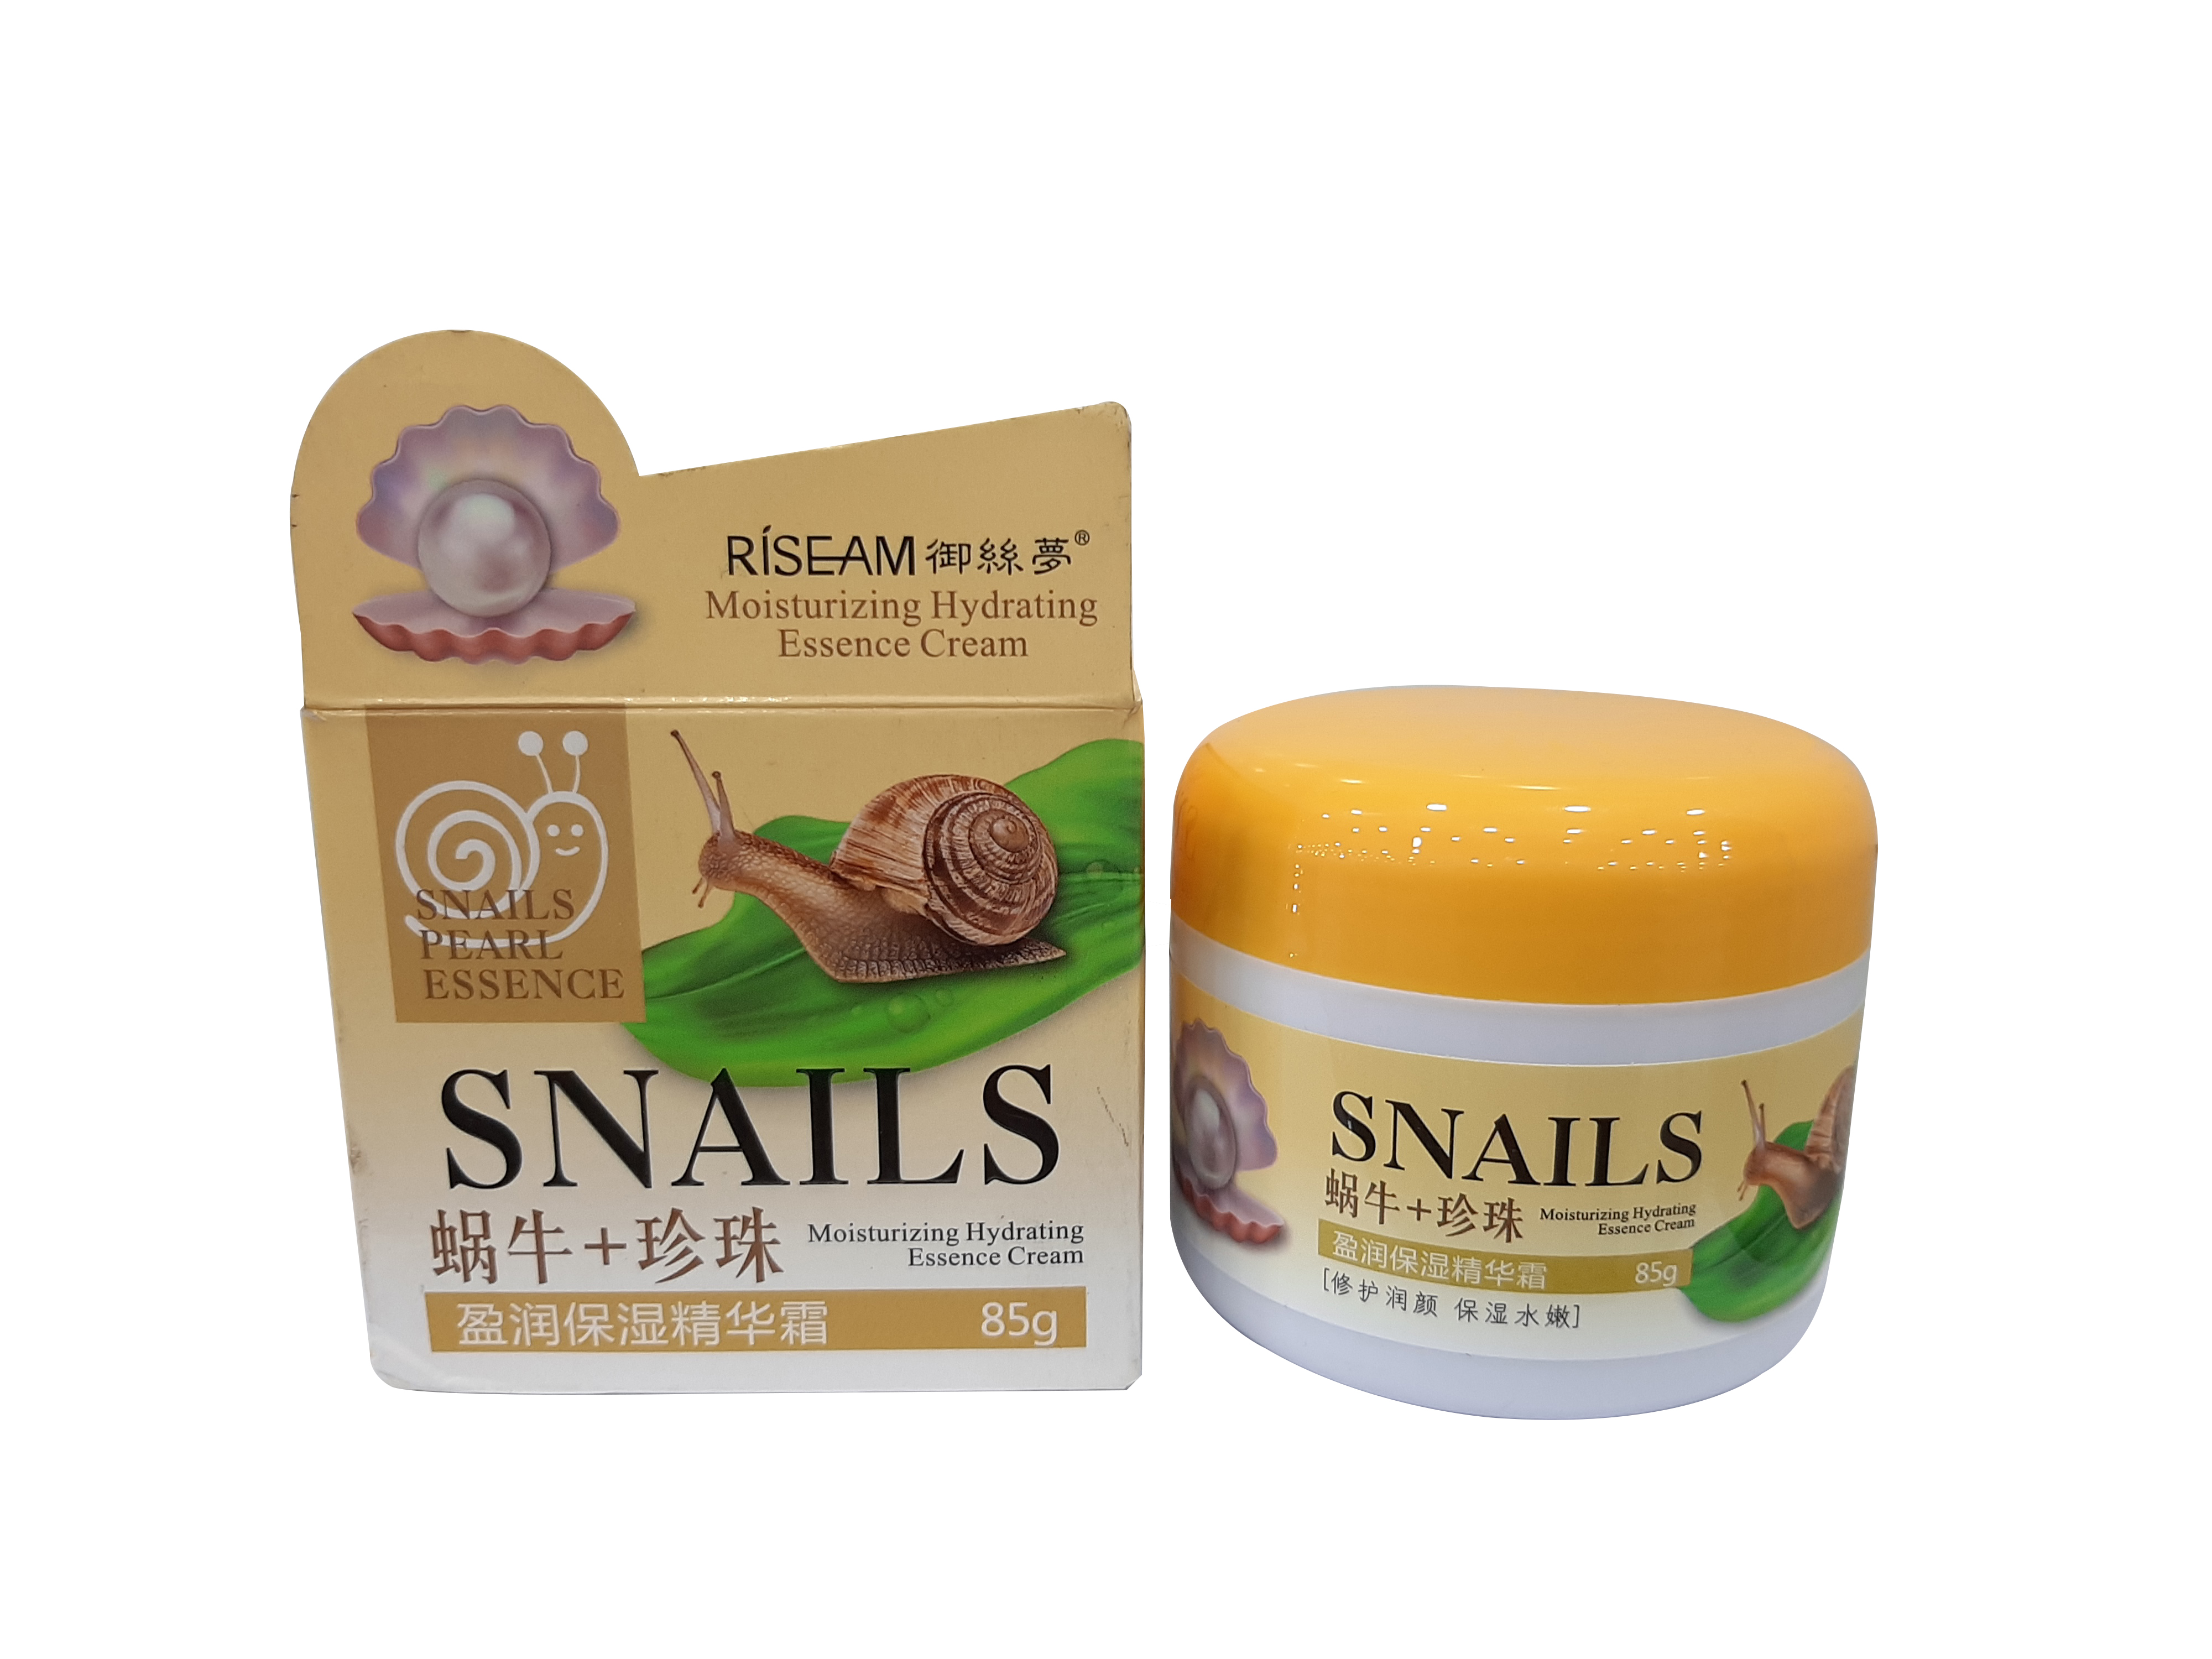 RISEAM 御絲夢®
Moisturizing Hydrating
Essence Cream
SNAILS
PEARL
ESSENCE
SNAILS
蜗牛+珍珠
Moisturizing Hydrating
Essence Cream
盈润保湿精华霜 85g
SNAILS
蜗牛+珍珠
Moisturizing Hydrating
Essence Cream
盈润保湿精华霜 85g
[修护润颜 保湿水嫩]